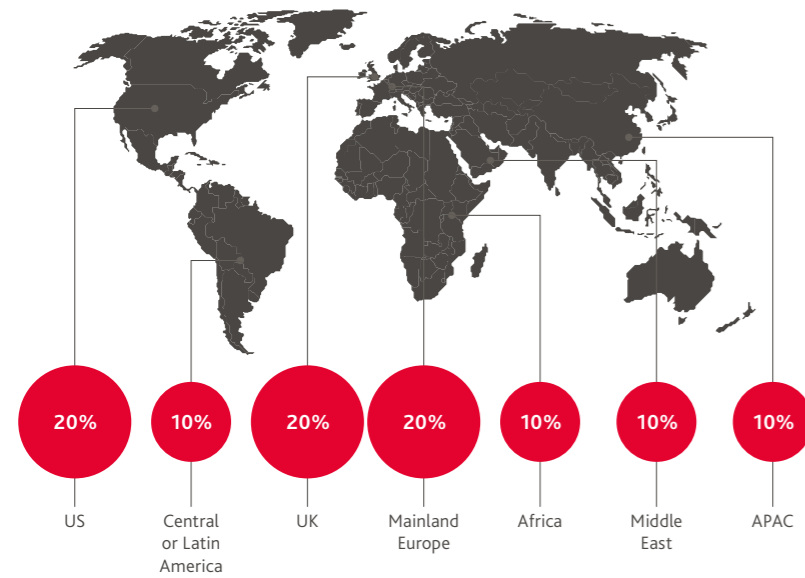 20%
10%
20%
20%
10%
10%
10%
US
Central
or Latin
America
UK
Mainland
Europe
Africa
Middle
East
APAC